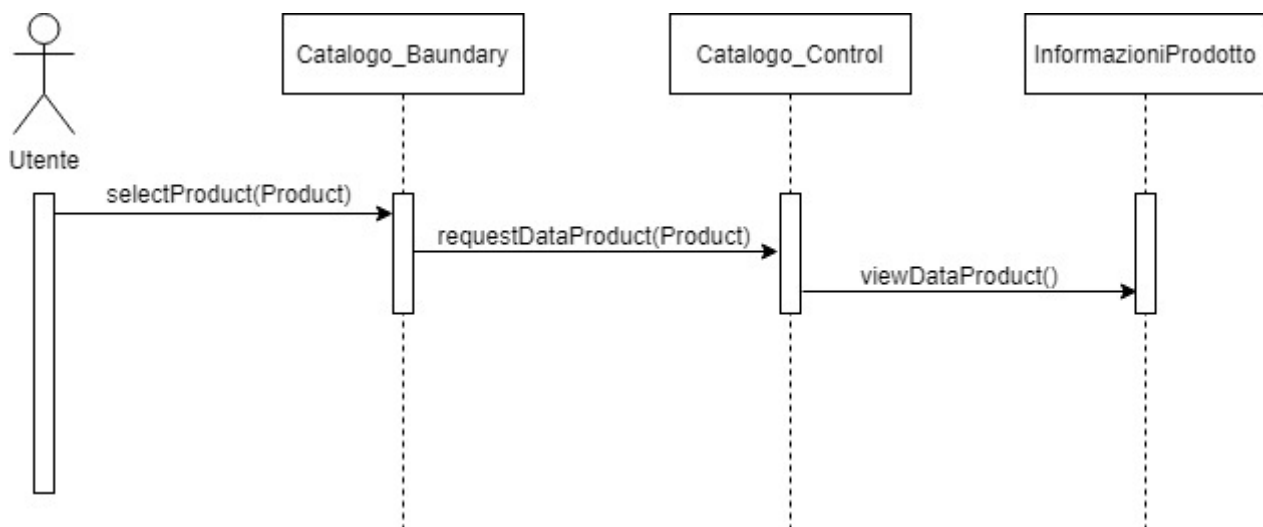 Catalogo_Baundary
Catalogo_Control
InformazioniProdotto
Utente
selectProduct(Product)
requestDataProduct(Product)
viewDataProduct()